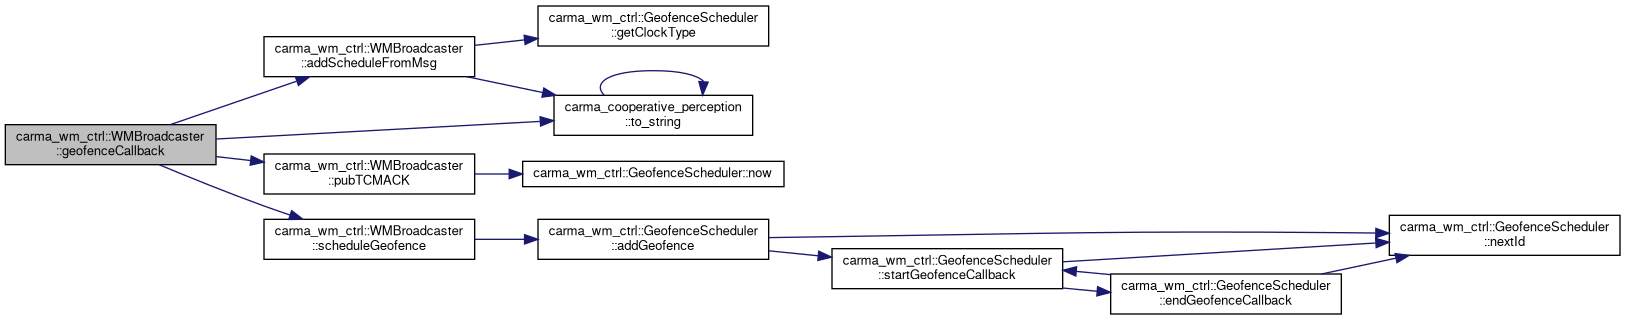 carma_wm_ctrl::GeofenceScheduler
::getClockType
carma_wm_ctrl::WMBroadcaster
::addScheduleFromMsg
carma_cooperative_perception
::to_string
carma_wm_ctrl::WMBroadcaster
::geofenceCallback
carma_wm_ctrl::WMBroadcaster
::pubTCMACK
carma_wm_ctrl::GeofenceScheduler::now
carma_wm_ctrl::WMBroadcaster
::scheduleGeofence
carma_wm_ctrl::GeofenceScheduler
::addGeofence
carma_wm_ctrl::GeofenceScheduler
::nextId
carma_wm_ctrl::GeofenceScheduler
::startGeofenceCallback
carma_wm_ctrl::GeofenceScheduler
::endGeofenceCallback